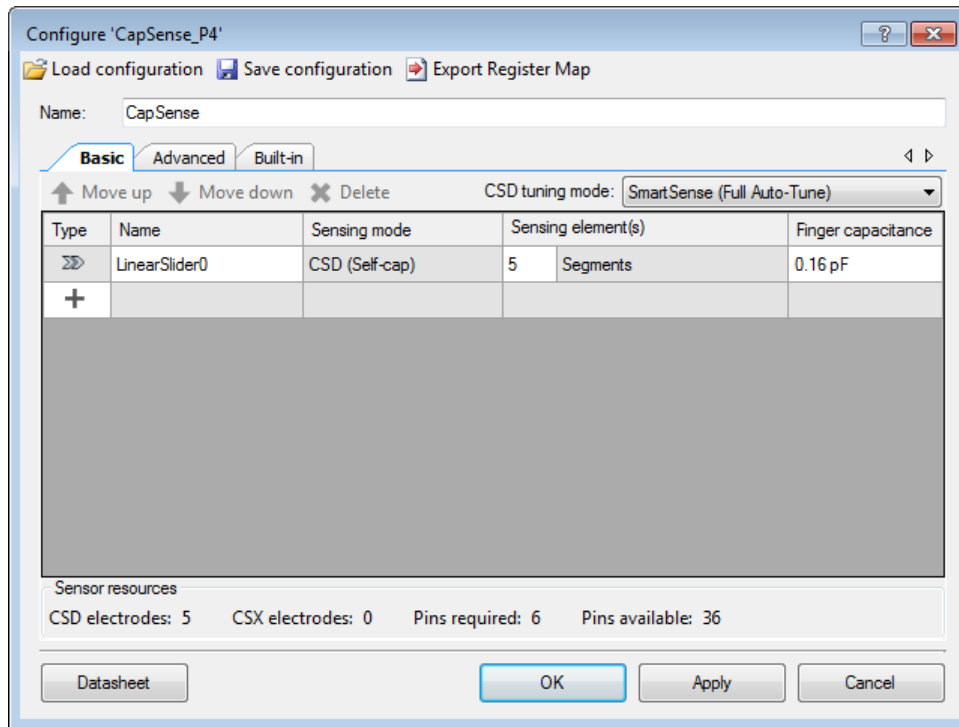 Configure 'CapSense_P4'
Load configuration Save configuration Export Register Map
Name: CapSense
Basic Advanced Built-in
Move up Move down Delete CSD tuning mode: SmartSense (Full Auto-Tune)
Type Name Sensing mode Sensing element(s) Finger capacitance
LinearSlider0 CSD (Self-cap) 5 Segments 0.16 pF
Sensor resources
CSD electrodes: 5 CSX electrodes: 0 Pins required: 6 Pins available: 36
Datasheet OK Apply Cancel